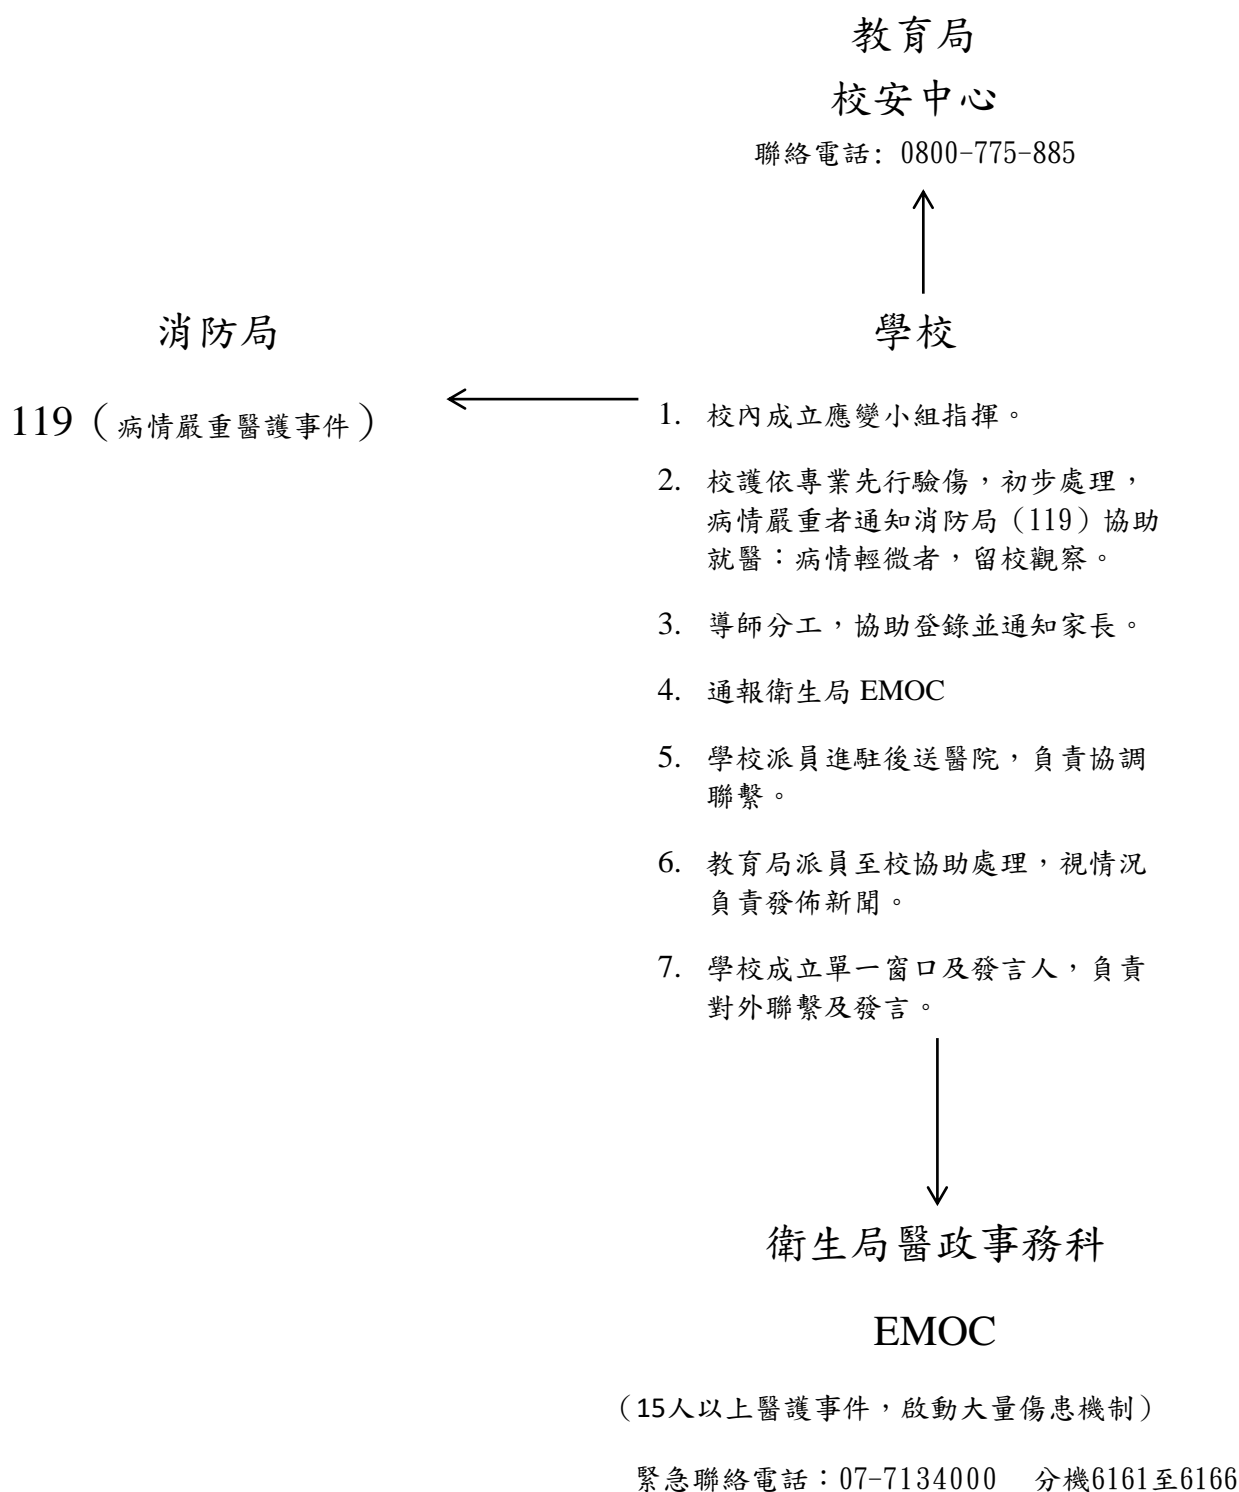 教育局
校安中心
聯絡電話: 0800-775-885
消防局
119（病情嚴重醫護事件）
學校
1. 校內成立應變小組指揮。
2. 校護依專業先行驗傷，初步處理，
病情嚴重者通知消防局（119）協助
就醫：病情輕微者，留校觀察。
3. 導師分工，協助登錄並通知家長。
4. 通報衛生局 EMOC
5. 學校派員進駐後送醫院，負責協調
聯繫。
6. 教育局派員至校協助處理，視情況
負責發佈新聞。
7. 學校成立單一窗口及發言人，負責
對外聯繫及發言。
衛生局醫政事務科
EMOC
（15人以上醫護事件，啟動大量傷患機制）
緊急聯絡電話：07-7134000 分機6161至6166